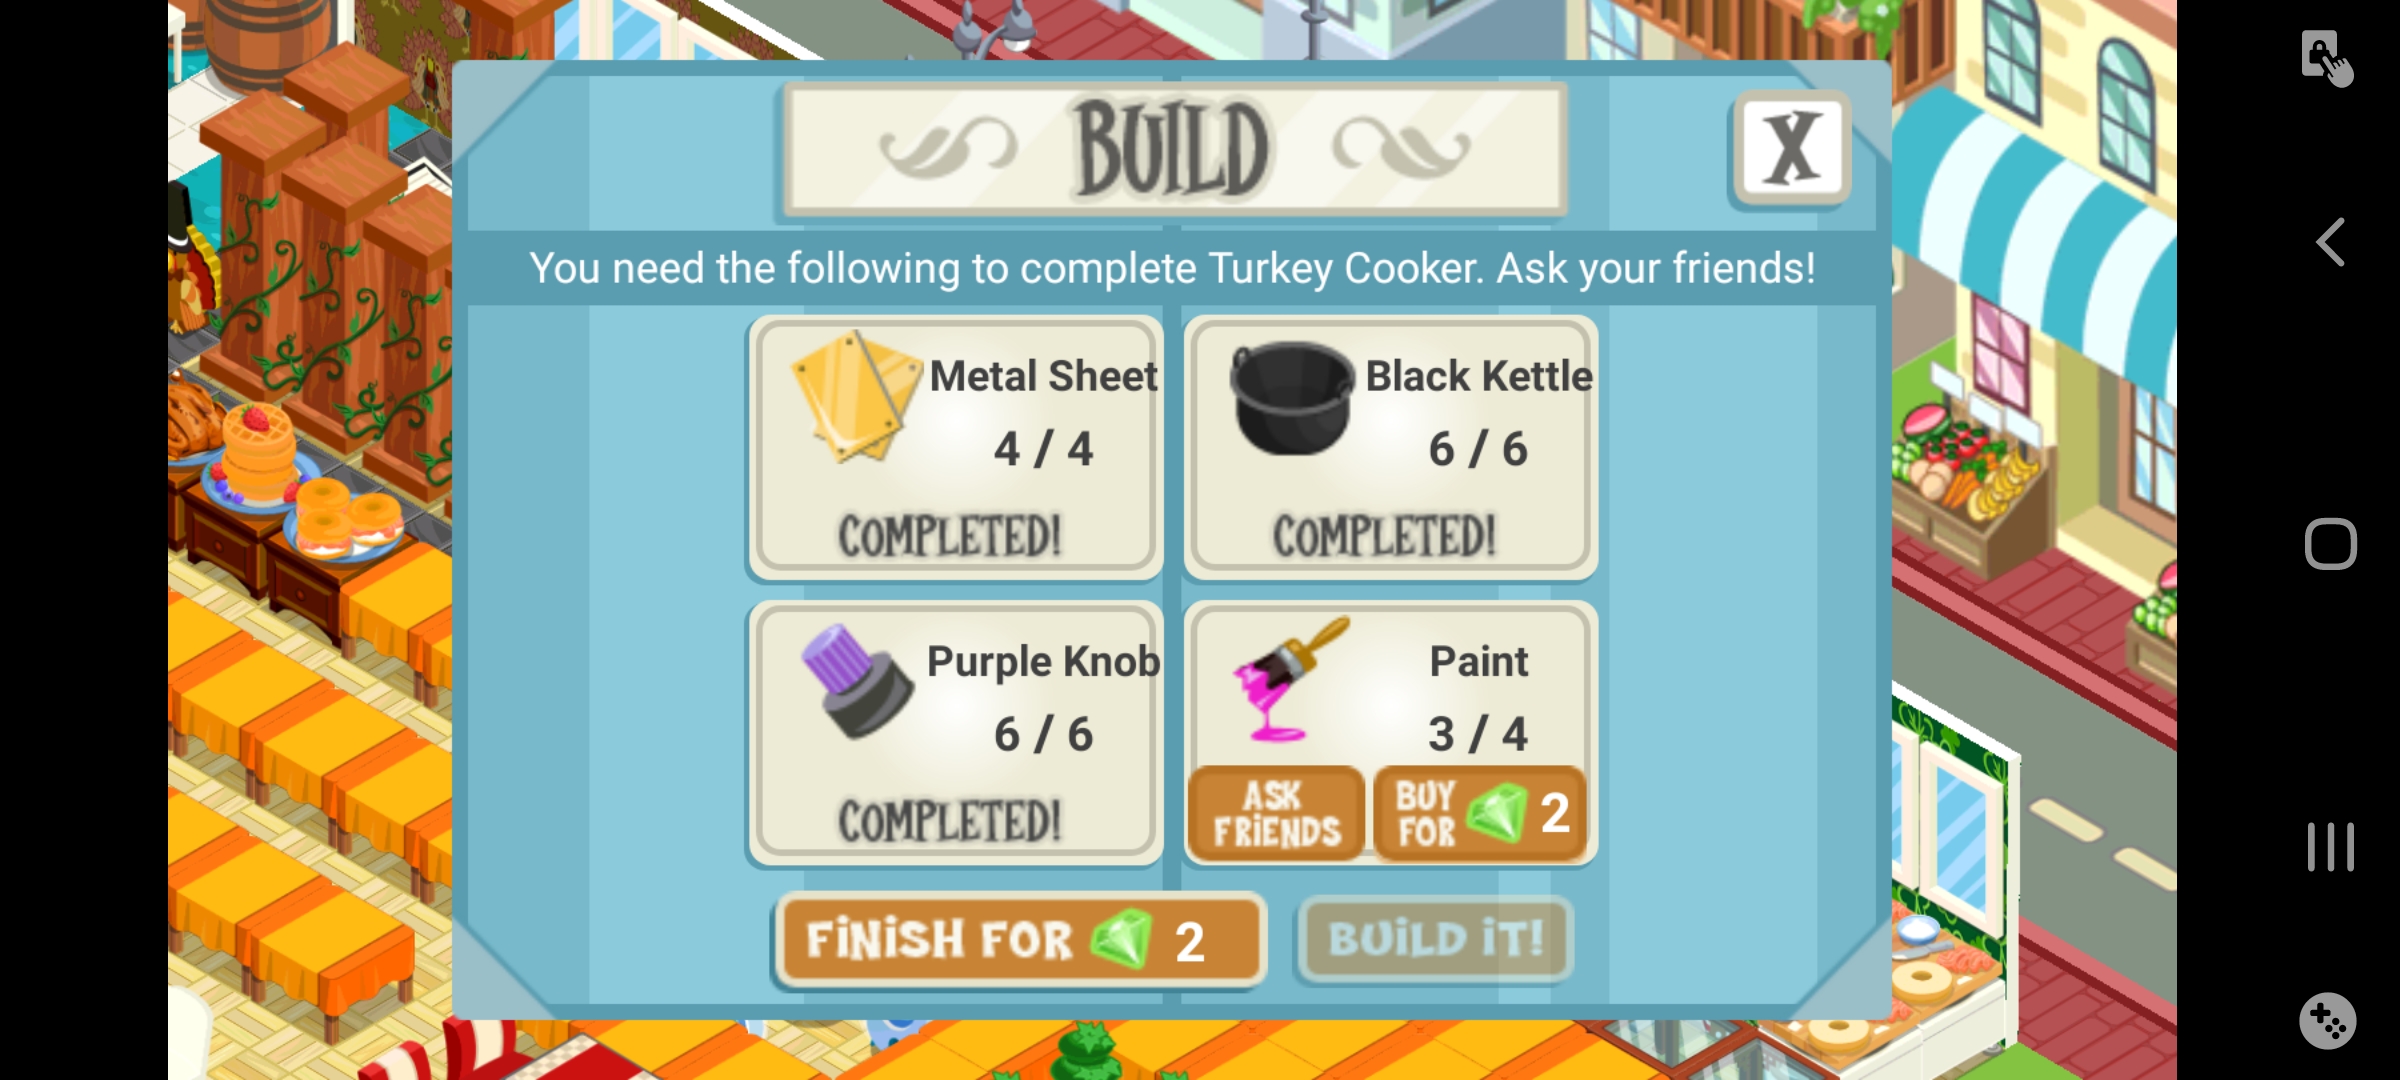 BUILD
X
You need the following to complete Turkey Cooker. Ask your friends!
Metal Sheet
4 / 4
COMPLETED!
Black Kettle
6 / 6
COMPLETED!
Purple Knob
6 / 6
COMPLETED!
Paint
3 / 4
ASK
FRIENDS
BUY
FOR 2
FINISH FOR 2
BUILD IT!